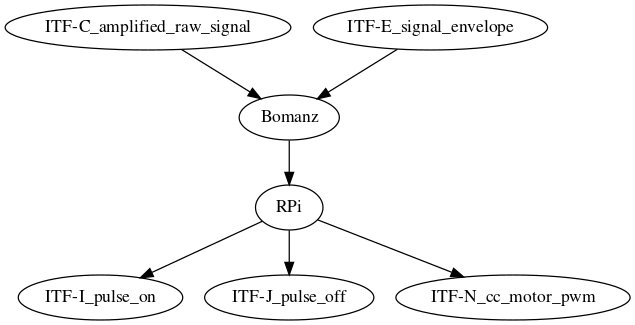 ITF-C_amplified_raw_signal
ITF-E_signal_envelope
Bomanz
RPi
ITF-I_pulse_on
ITF-J_pulse_off
ITF-N_cc_motor_pwm